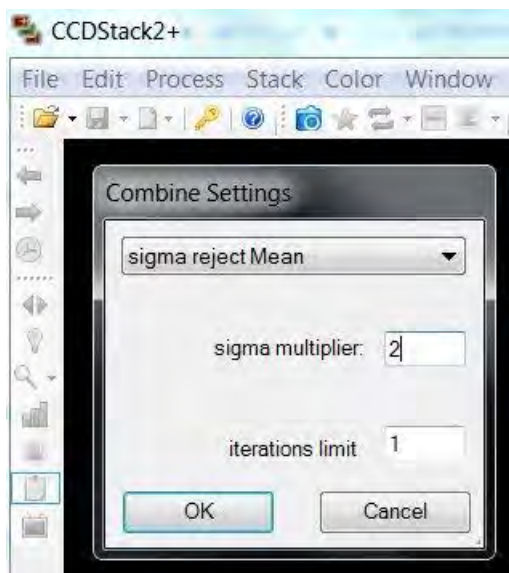 CCDStack2+
File Edit Process Stack Color Window
Combine Settings
sigma reject Mean
sigma multiplier: 2
iterations limit 1
OK Cancel